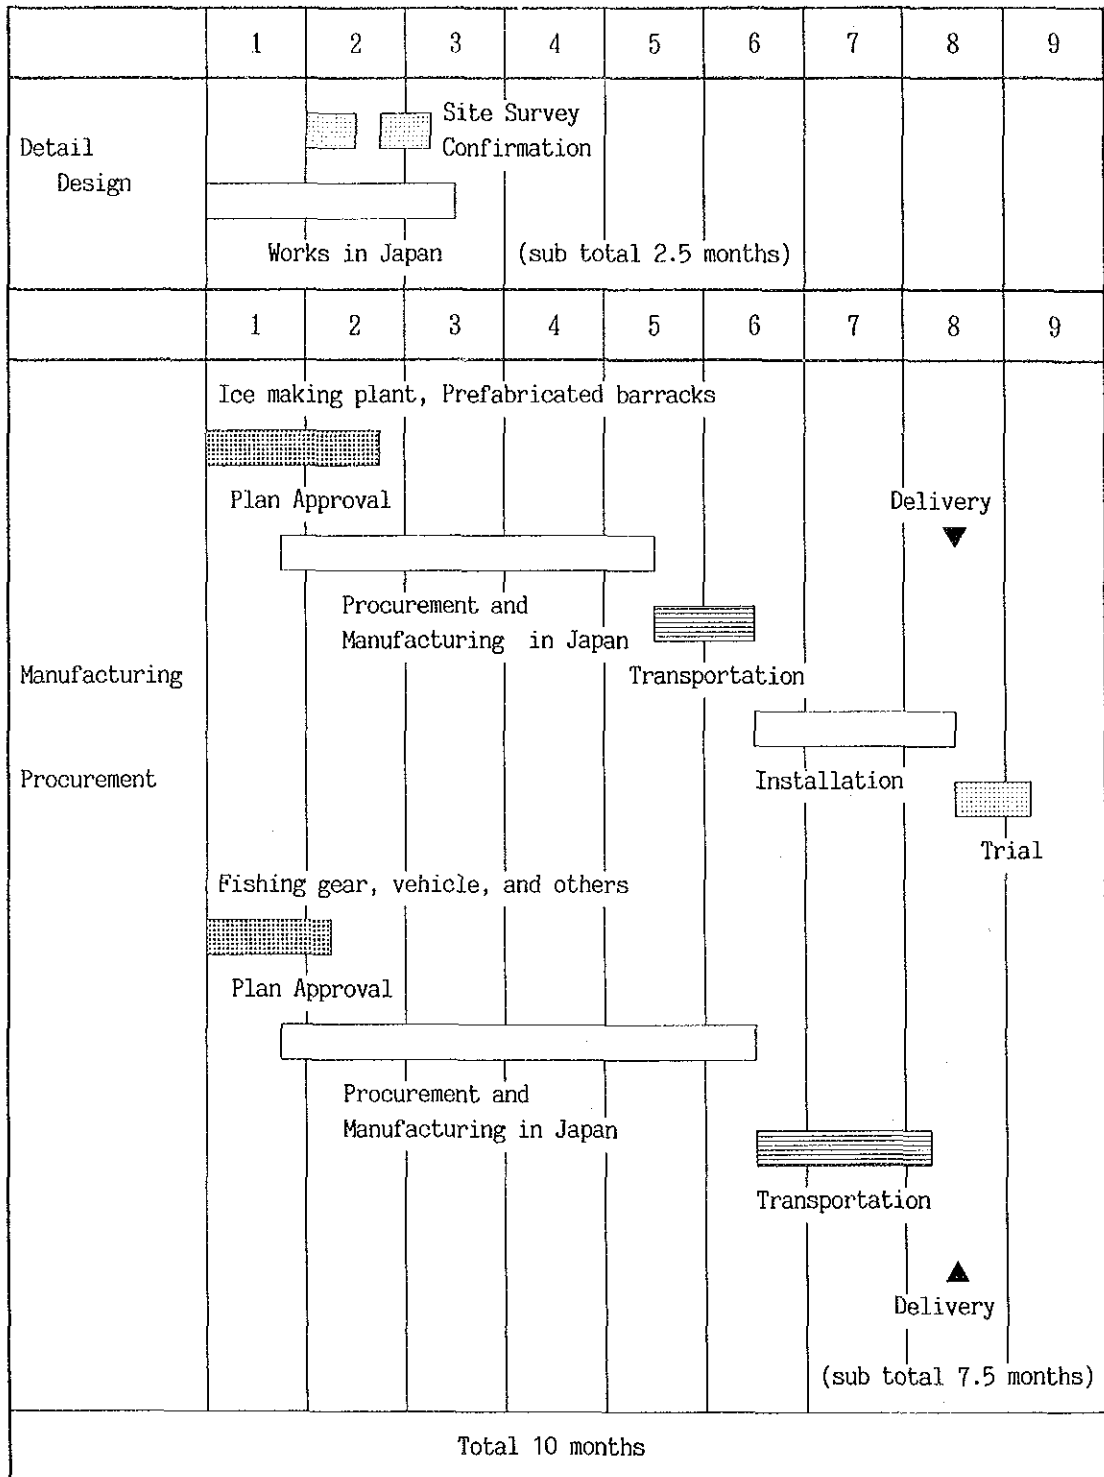 1 2 3 4 5 6 7 8 9
Site Survey
Confirmation
Detail
Design
Works in Japan (sub total 2.5 months)
1 2 3 4 5 6 7 8 9
Ice making plant, Prefabricated barracks
Plan Approval
Delivery
Procurement and
Manufacturing in Japan
Manufacturing
Transportation
Procurement
Installation
Trial
Fishing gear, vehicle, and others
Plan Approval
Procurement and
Manufacturing in Japan
Transportation
Delivery
(sub total 7.5 months)
Total 10 months